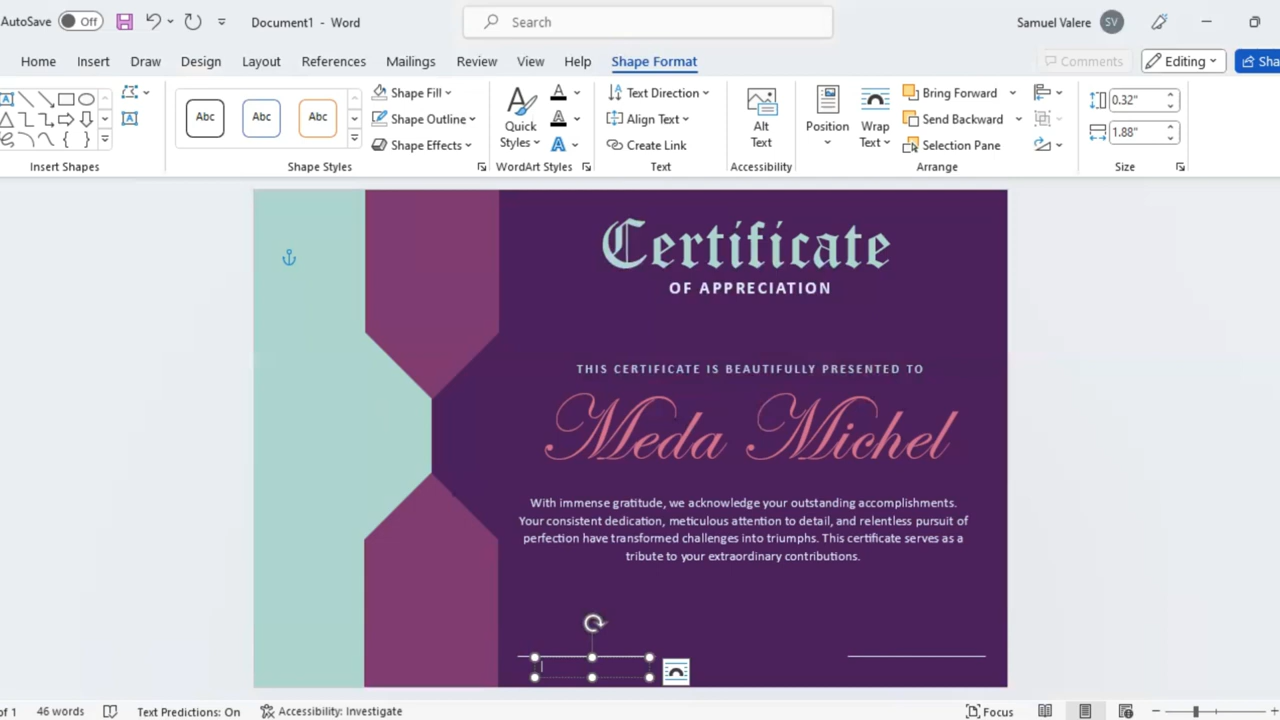 AutoSave Off Document1 - Word Search Samuel Valere SV
Home Insert Draw Design Layout References Mailings Review View Help Shape Format Comments Editing Sha
Abc Abc Abc
Shape Fill
Shape Outline
Shape Effects
Quick
Styles
A
A
A
Text Direction
Align Text
Create Link
Alt
Text
Position
Wrap
Text
Bring Forward
Send Backward
Selection Pane
0.32"
1.88"
Insert Shapes Shape Styles WordArt Styles Text Accessibility Arrange Size
Certificate
OF APPRECIATION
THIS CERTIFICATE IS BEAUTIFULLY PRESENTED TO
Meda Michel
With immense gratitude, we acknowledge your outstanding accomplishments.
Your consistent dedication, meticulous attention to detail, and relentless pursuit of
perfection have transformed challenges into triumphs. This certificate serves as a
tribute to your extraordinary contributions.
of 1 46 words Text Predictions: On Accessibility: Investigate Focus